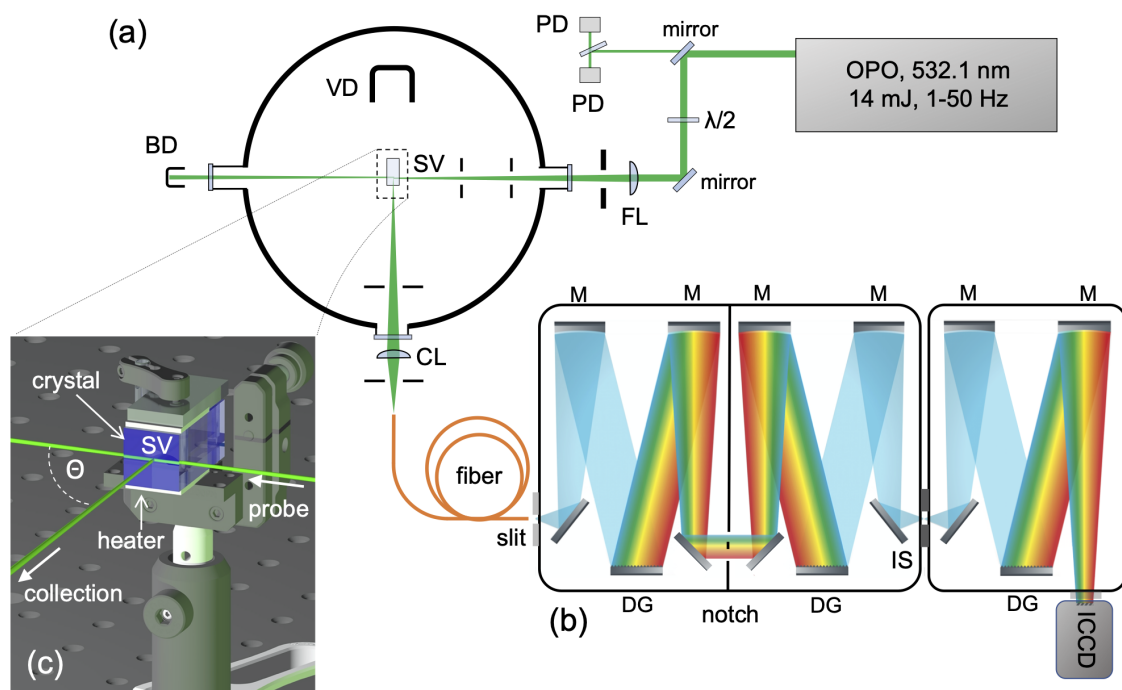 (a)
PD
mirror
OPO, 532.1 nm
14 mJ, 1-50 Hz
VD
PD
λ/2
BD
SV
mirror
FL
M
M
M
M
M
M
CL
crystal
SV
Θ
fiber
probe
slit
heater
IS
collection
DG
notch
DG
DG
(b)
ICCD
(c)